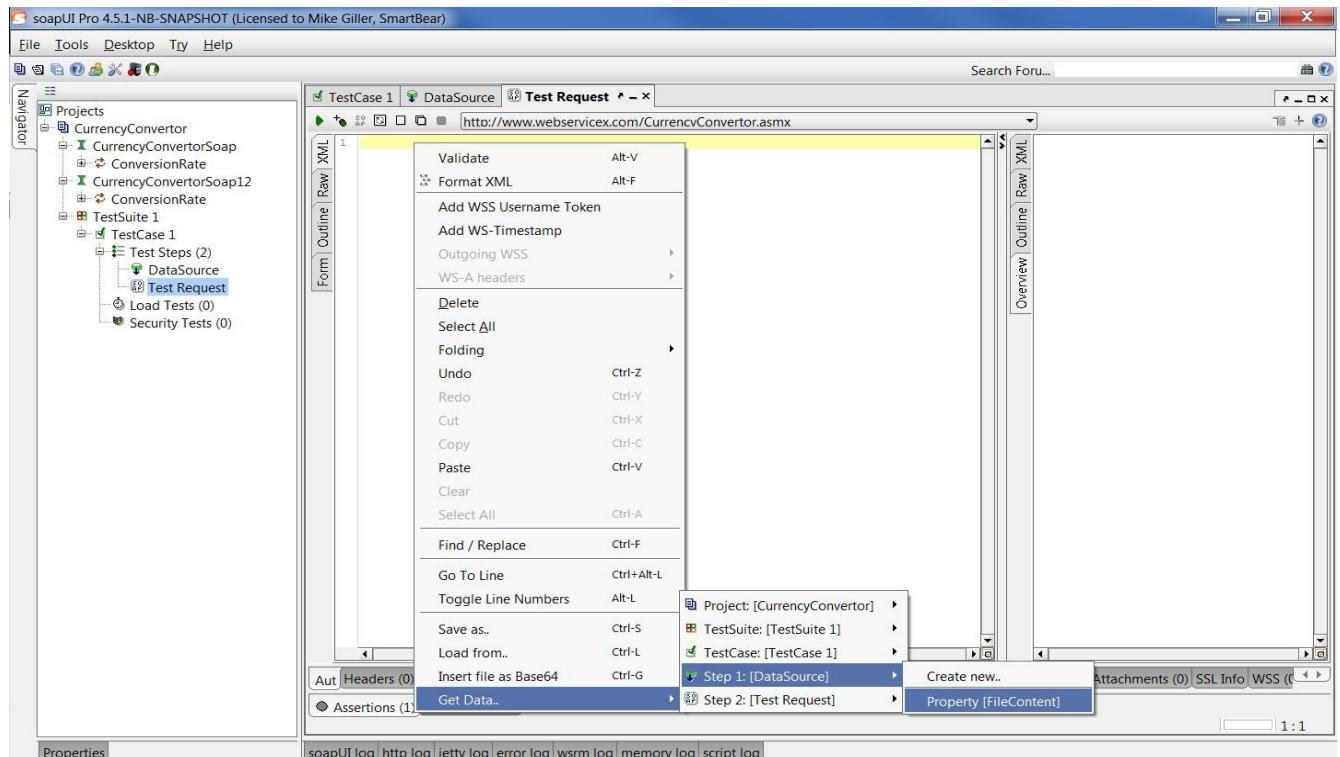 soapUI Pro 4.5.1-NB-SNAPSHOT (Licensed to Mike Giller, SmartBear)
File Tools Desktop Try Help
Search Foru...
Navigator
Projects
CurrencyConvertor
CurrencyConvertorSoap
ConversionRate
CurrencyConvertorSoap12
ConversionRate
TestSuite 1
TestCase 1
Test Steps (2)
DataSource
Test Request
Load Tests (0)
Security Tests (0)
TestCase 1 DataSource Test Request
http://www.webservicex.com/CurrencyConvertor.asmx
XML
Raw
Outline
Form
1
Validate Alt-V
Format XML Alt-F
Add WSS Username Token
Add WS-Timestamp
Outgoing WSS
WS-A headers
Delete
Select All
Folding
Undo Ctrl-Z
Redo Ctrl-Y
Cut Ctrl-X
Copy Ctrl-C
Paste Ctrl-V
Clear
Select All Ctrl-A
Find / Replace Ctrl-F
Go To Line Ctrl+Alt-L
Toggle Line Numbers Alt-L
Save as.. Ctrl-S
Load from.. Ctrl-L
Insert file as Base64 Ctrl-G
Get Data..
Project: [CurrencyConvertor]
TestSuite: [TestSuite 1]
TestCase: [TestCase 1]
Step 1: [DataSource]
Step 2: [Test Request]
Create new..
Property [FileContent]
XML
Raw
Outline
Overview
Aut Headers (0)
Attachments (0) SSL Info WSS (
Assertions (1)
1 : 1
Properties
soapUI log http log jetty log error log wsrm log memory log script log